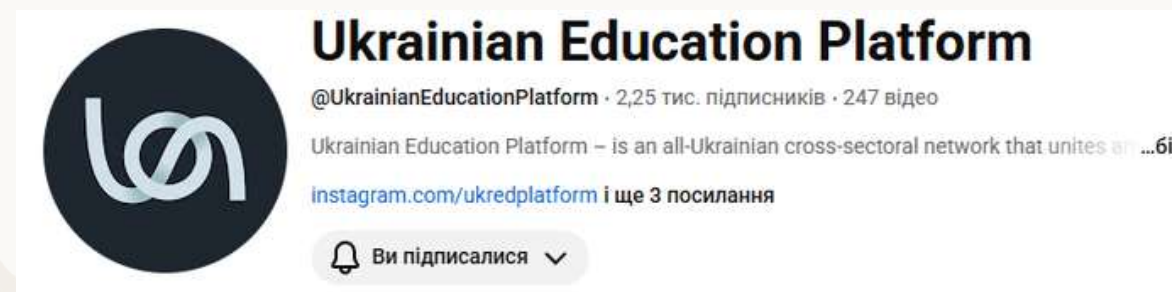 Ukrainian Education Platform
@UkrainianEducationPlatform · 2,25 тис. підписників · 247 відео
Ukrainian Education Platform – is an all-Ukrainian cross-sectoral network that unites ...бі
instagram.com/ukredplatform і ще 3 посилання
Ви підписалися